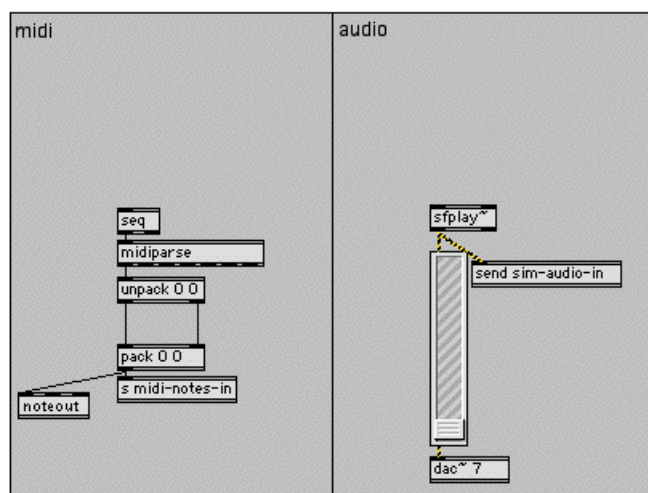 midi
seq
midiparse
unpack 0 0
pack 0 0
s midi-notes-in
noteout
audio
sfplay~
send sim-audio-in
dac~ 7